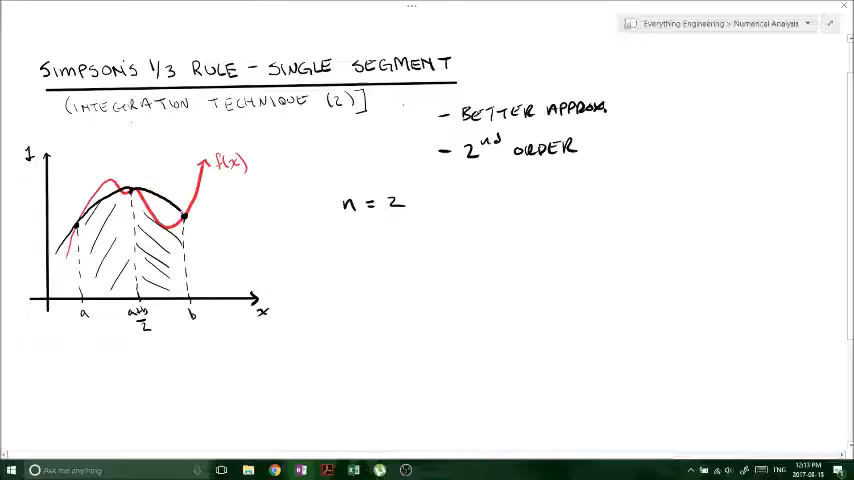 Everything Engineering > Numerical Analysis
SIMPSON'S 1/3 RULE - SINGLE SEGMENT
(INTEGRATION TECHNIQUE (2)]
- BETTER APPROX.
- 2nd ORDER
f(x)
n = 2
a
a+b
2
b
x
Ask me anything
ENG
12:13 PM
2017-08-15